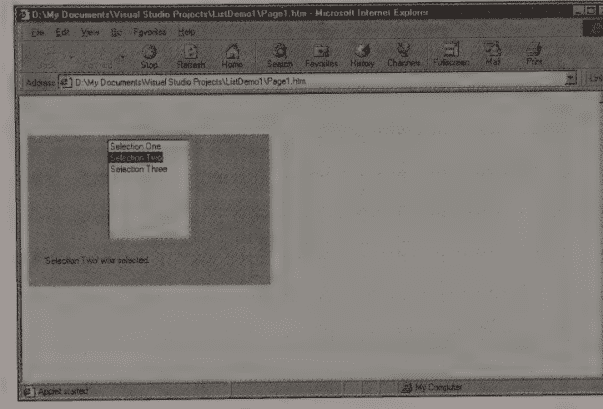 D:\My Documents\Visual Studio Projects\ListDemo1\Page1.htm - Microsoft Internet Explorer
File Edit View Go Favorites Help
Stop Refresh Home Search Favorites History Channels Fullscreen Mail Print
Address D:\My Documents\Visual Studio Projects\ListDemo1\Page1.htm
Selection One
Selection Two
Selection Three
'Selection Two' was selected.
Applet started
My Computer